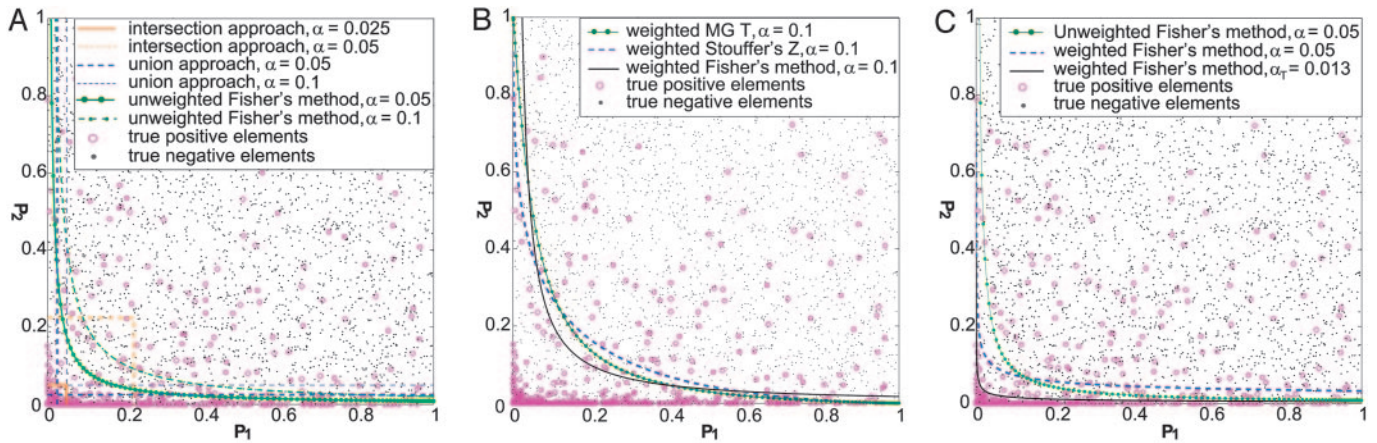 A
intersection approach, α = 0.025
intersection approach, α = 0.05
union approach, α = 0.05
union approach, α = 0.1
unweighted Fisher's method, α = 0.05
unweighted Fisher's method, α = 0.1
true positive elements
true negative elements
1
0.8
0.6
0.4
0.2
0
P2
0
0.2
0.4
0.6
0.8
1
P1
B
weighted MG T, α = 0.1
weighted Stouffer's Z, α = 0.1
weighted Fisher's method, α = 0.1
true positive elements
true negative elements
1
0.8
0.6
0.4
0.2
0
P2
0
0.2
0.4
0.6
0.8
1
P1
C
Unweighted Fisher's method, α = 0.05
weighted Fisher's method, α = 0.05
weighted Fisher's method, αT = 0.013
true positive elements
true negative elements
1
0.8
0.6
0.4
0.2
0
P2
0
0.2
0.4
0.6
0.8
1
P1